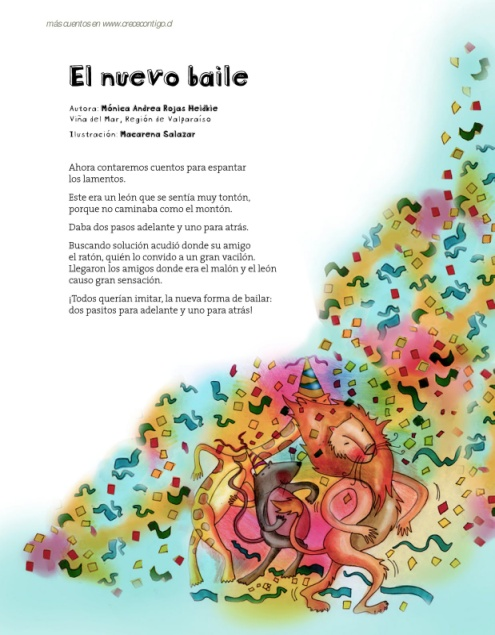 más cuentos en www.crececontigo.cl
El nuevo baile
Autora: Mónica Andrea Rojas Heidkie
Viña del Mar, Región de Valparaíso
Ilustración: Macarena Salazar
Ahora contaremos cuentos para espantar
los lamentos.
Este era un león que se sentía muy tontón,
porque no caminaba como el montón.
Daba dos pasos adelante y uno para atrás.
Buscando solución acudió donde su amigo
el ratón, quién lo convido a un gran vacilón.
Llegaron los amigos donde era el malón y el león
causo gran sensación.
¡Todos querían imitar, la nueva forma de bailar:
dos pasitos para adelante y uno para atrás!